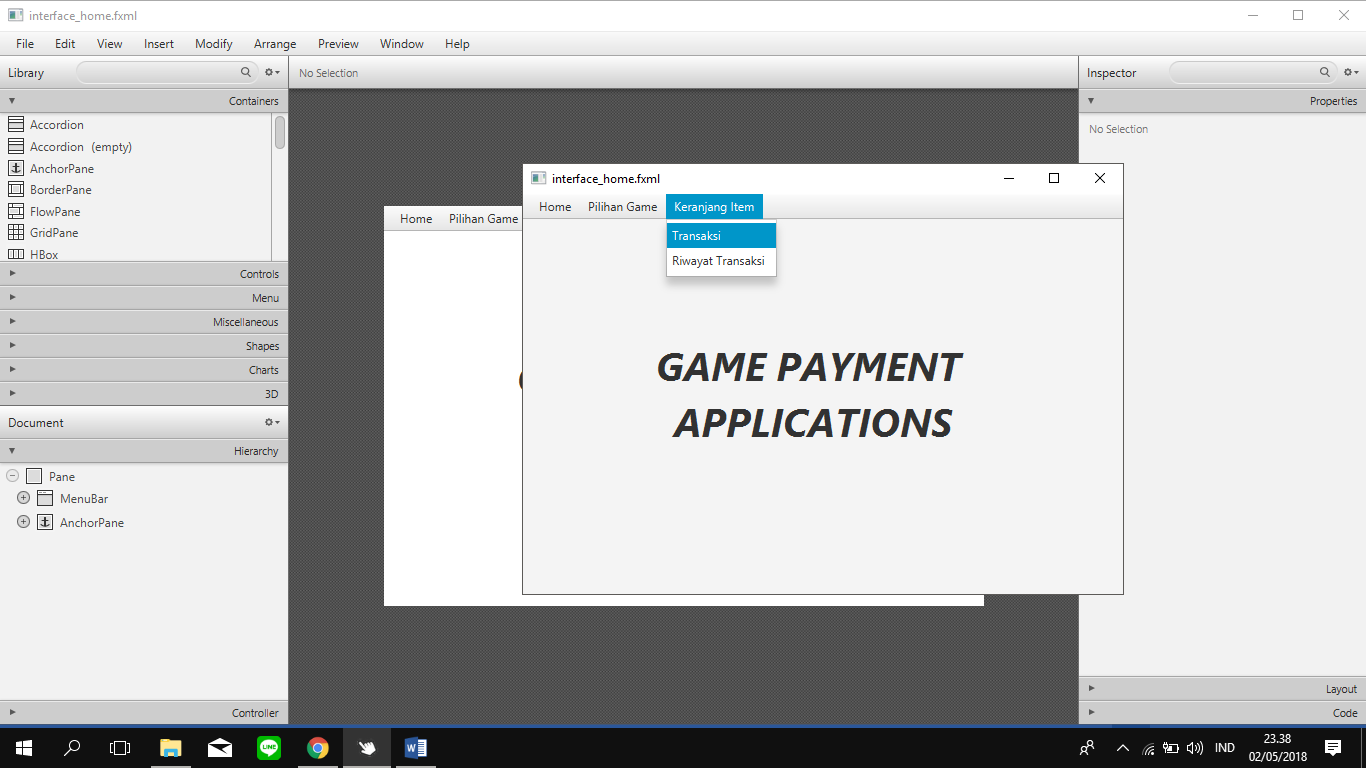 interface_home.fxml
File Edit View Insert Modify Arrange Preview Window Help
Library
No Selection
Inspector
Containers
Properties
Accordion
Accordion (empty)
AnchorPane
BorderPane
FlowPane
GridPane
HBox
Controls
Menu
Miscellaneous
Shapes
Charts
3D
Document
Hierarchy
Pane
MenuBar
AnchorPane
Controller
Home Pilihan Game
interface_home.fxml
Home Pilihan Game Keranjang Item
Transaksi
Riwayat Transaksi
GAME PAYMENT
APPLICATIONS
No Selection
Layout
Code
LINE
W
IND
23.38
02/05/2018